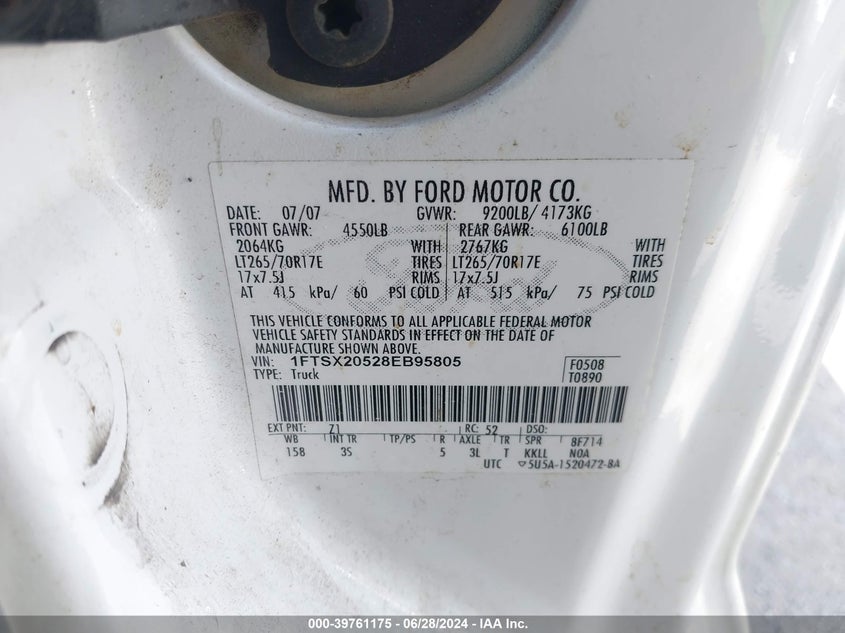 MFD. BY FORD MOTOR CO.
DATE: 07/07 GVWR: 9200LB/ 4173KG
FRONT GAWR: 4550LB REAR GAWR: 6100LB
2064KG WITH 2767KG WITH
LT265/70R17E TIRES LT265/70R17E TIRES
17x7.5J RIMS 17x7.5J RIMS
AT 415 kPa/ 60 PSI COLD AT 515 kPa/ 75 PSI COLD
THIS VEHICLE CONFORMS TO ALL APPLICABLE FEDERAL MOTOR
VEHICLE SAFETY STANDARDS IN EFFECT ON THE DATE OF
MANUFACTURE SHOWN ABOVE.
VIN: 1FTSX20528EB95805 F0508
TYPE: Truck T0890
EXT PNT: Z1 RC: 52 DSO:
WB INT TR TP/PS R AXLE TR SPR 8F714
158 3S 5 3L T KKLL NOA
UTC ▽5U5A-1520472-BA
000-39761175 - 06/28/2024 - IAA Inc.